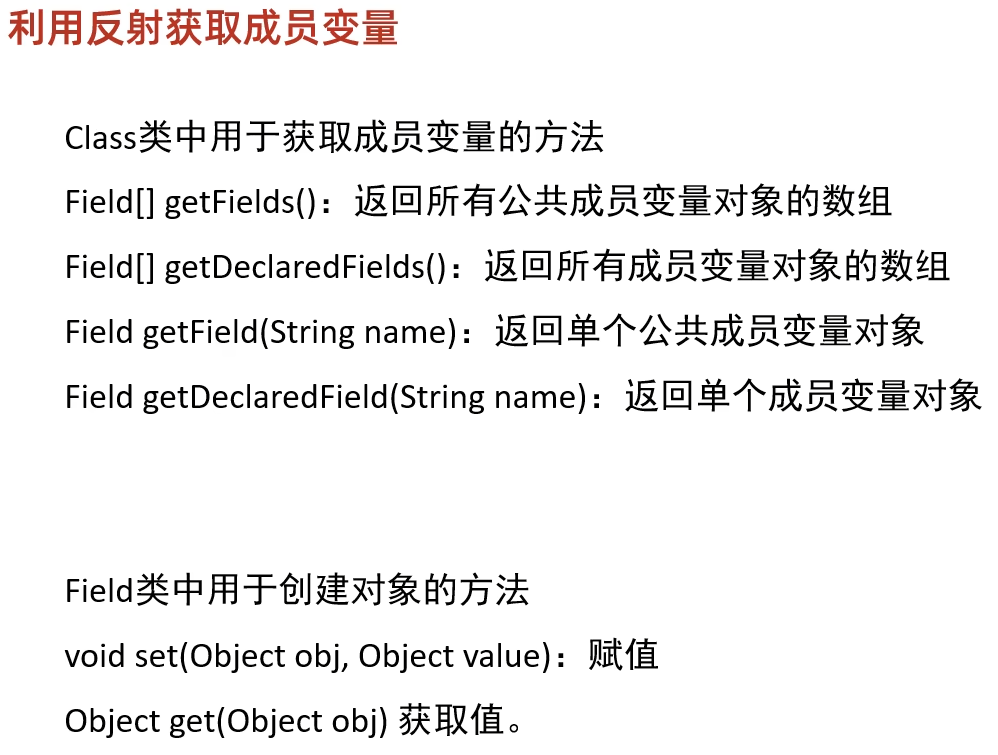 利用反射获取成员变量
Class类中用于获取成员变量的方法
Field[] getFields()：返回所有公共成员变量对象的数组
Field[] getDeclaredFields()：返回所有成员变量对象的数组
Field getField(String name)：返回单个公共成员变量对象
Field getDeclaredField(String name)：返回单个成员变量对象
Field类中用于创建对象的方法
void set(Object obj, Object value)：赋值
Object get(Object obj) 获取值。